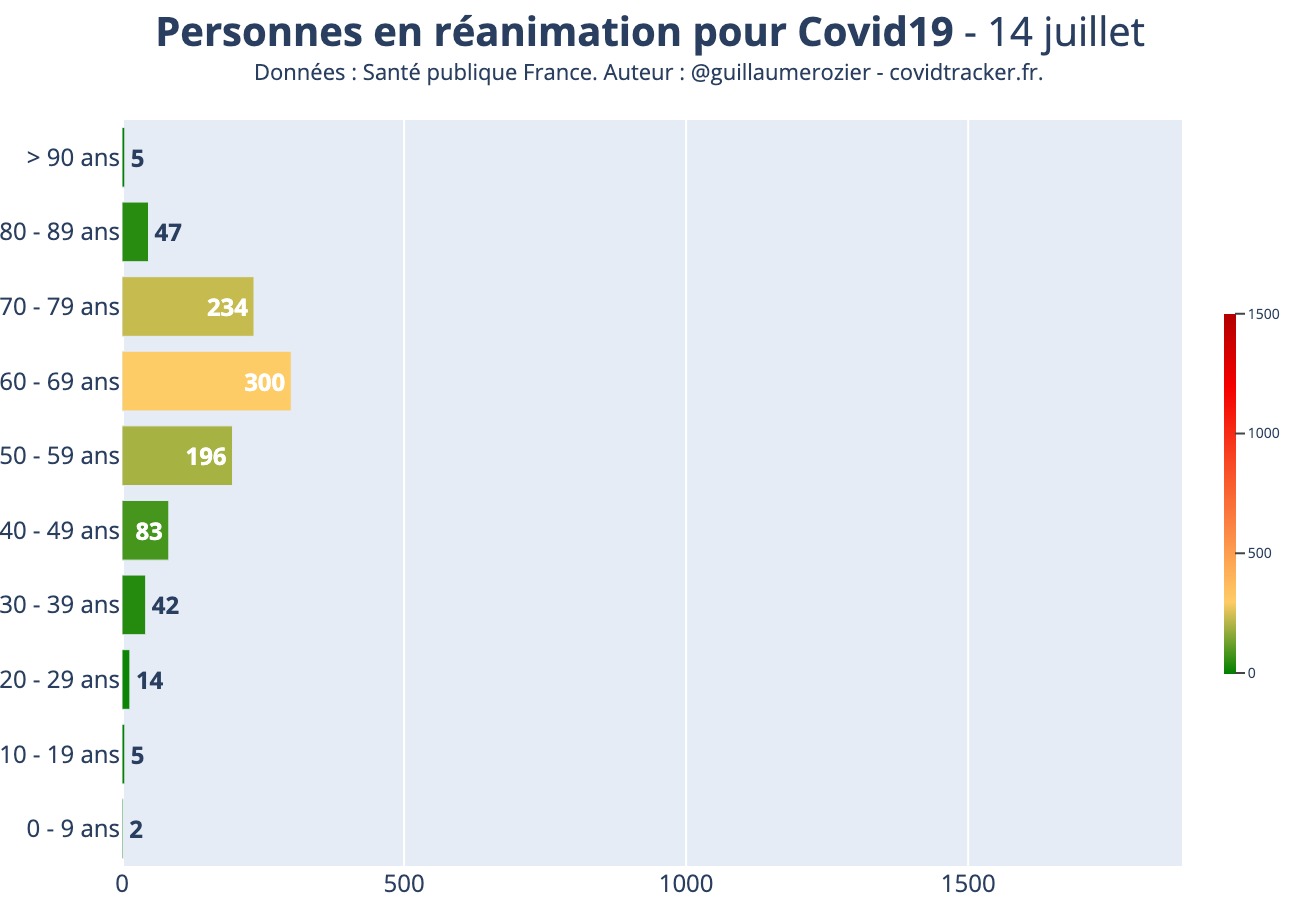 Personnes en réanimation pour Covid19 - 14 juillet
Données : Santé publique France. Auteur : @guillaumerozier - covidtracker.fr.
> 90 ans 5
80 - 89 ans 47
70 - 79 ans 234
60 - 69 ans 300
50 - 59 ans 196
40 - 49 ans 83
30 - 39 ans 42
20 - 29 ans 14
10 - 19 ans 5
0 - 9 ans 2
0 500 1000 1500
1500
1000
500
0